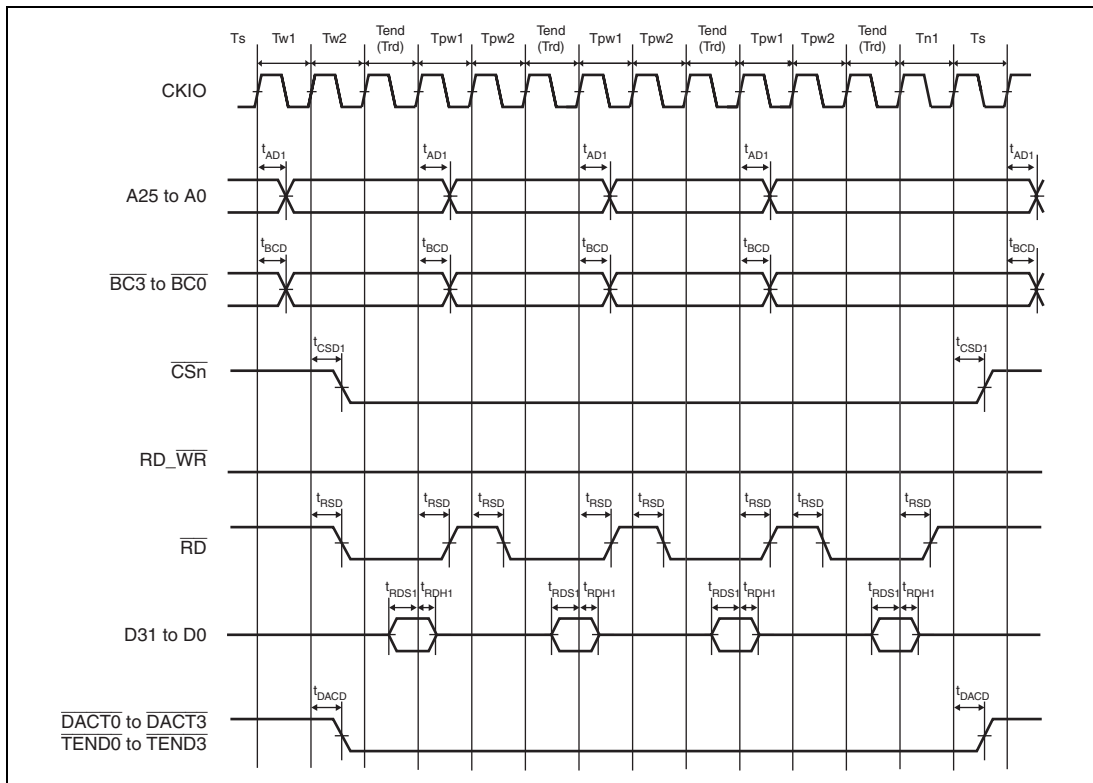 Ts Tw1 Tw2 Tend (Trd) Tpw1 Tpw2 Tend (Trd) Tpw1 Tpw2 Tend (Trd) Tpw1 Tpw2 Tend (Trd) Tn1 Ts
CKIO
tAD1 tAD1 tAD1 tAD1 tAD1
A25 to A0
tBCD tBCD tBCD tBCD tBCD
BC3 to BC0
tCSD1 tCSD1
CSn
RD_WR
tRSD tRSD tRSD tRSD tRSD tRSD tRSD tRSD
RD
tRDS1 tRDH1 tRDS1 tRDH1 tRDS1 tRDH1 tRDS1 tRDH1
D31 to D0
tDACD tDACD
DACT0 to DACT3
TEND0 to TEND3